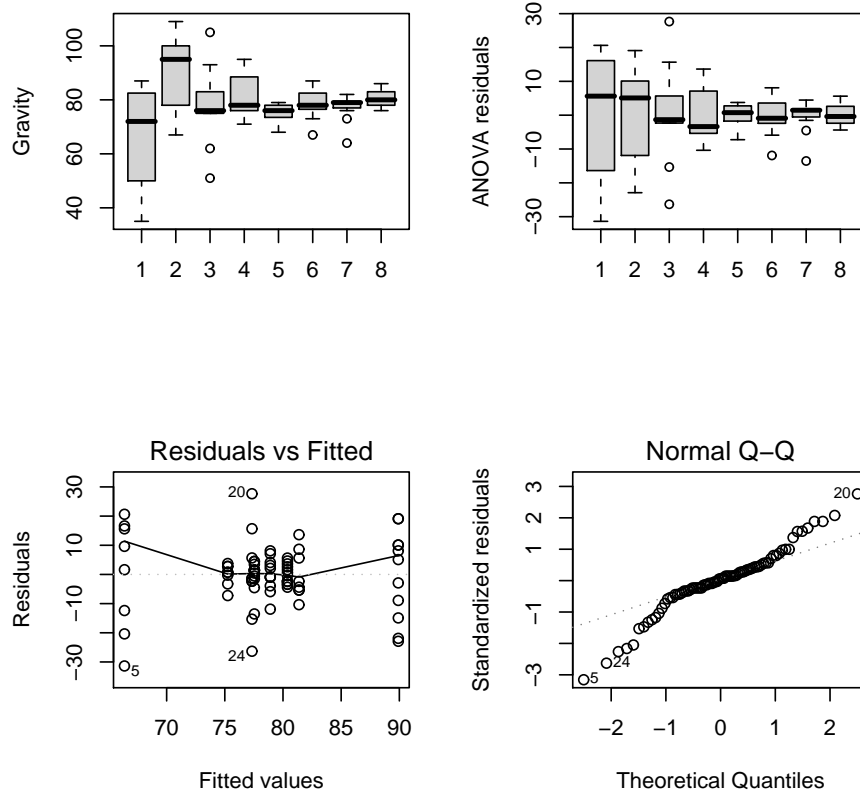 Gravity
40 60 80 100
1 2 3 4 5 6 7 8
ANOVA residuals
−30 −10 10 30
1 2 3 4 5 6 7 8
Residuals vs Fitted
Residuals
−30 −10 10 30
20
24
5
70 75 80 85 90
Fitted values
Normal Q−Q
Standardized residuals
−3 −1 1 2 3
20
24
5
−2 −1 0 1 2
Theoretical Quantiles